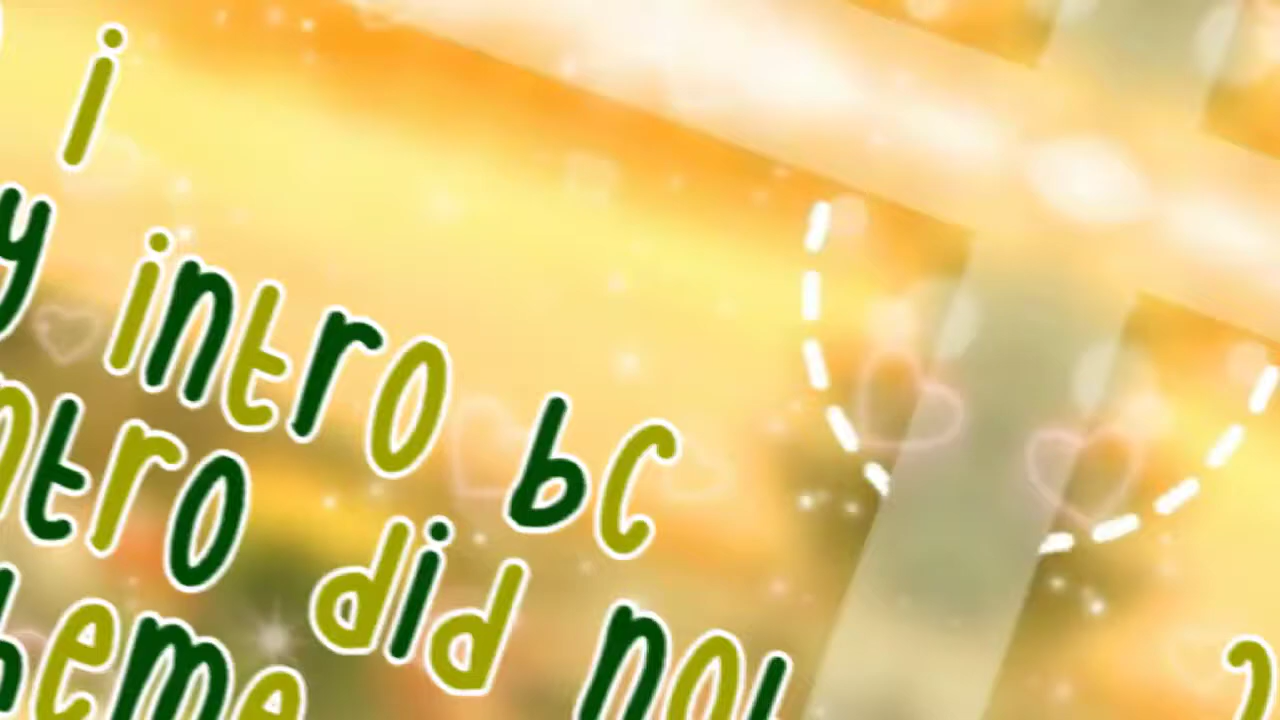 i
y intro bc
ntro did not
heme